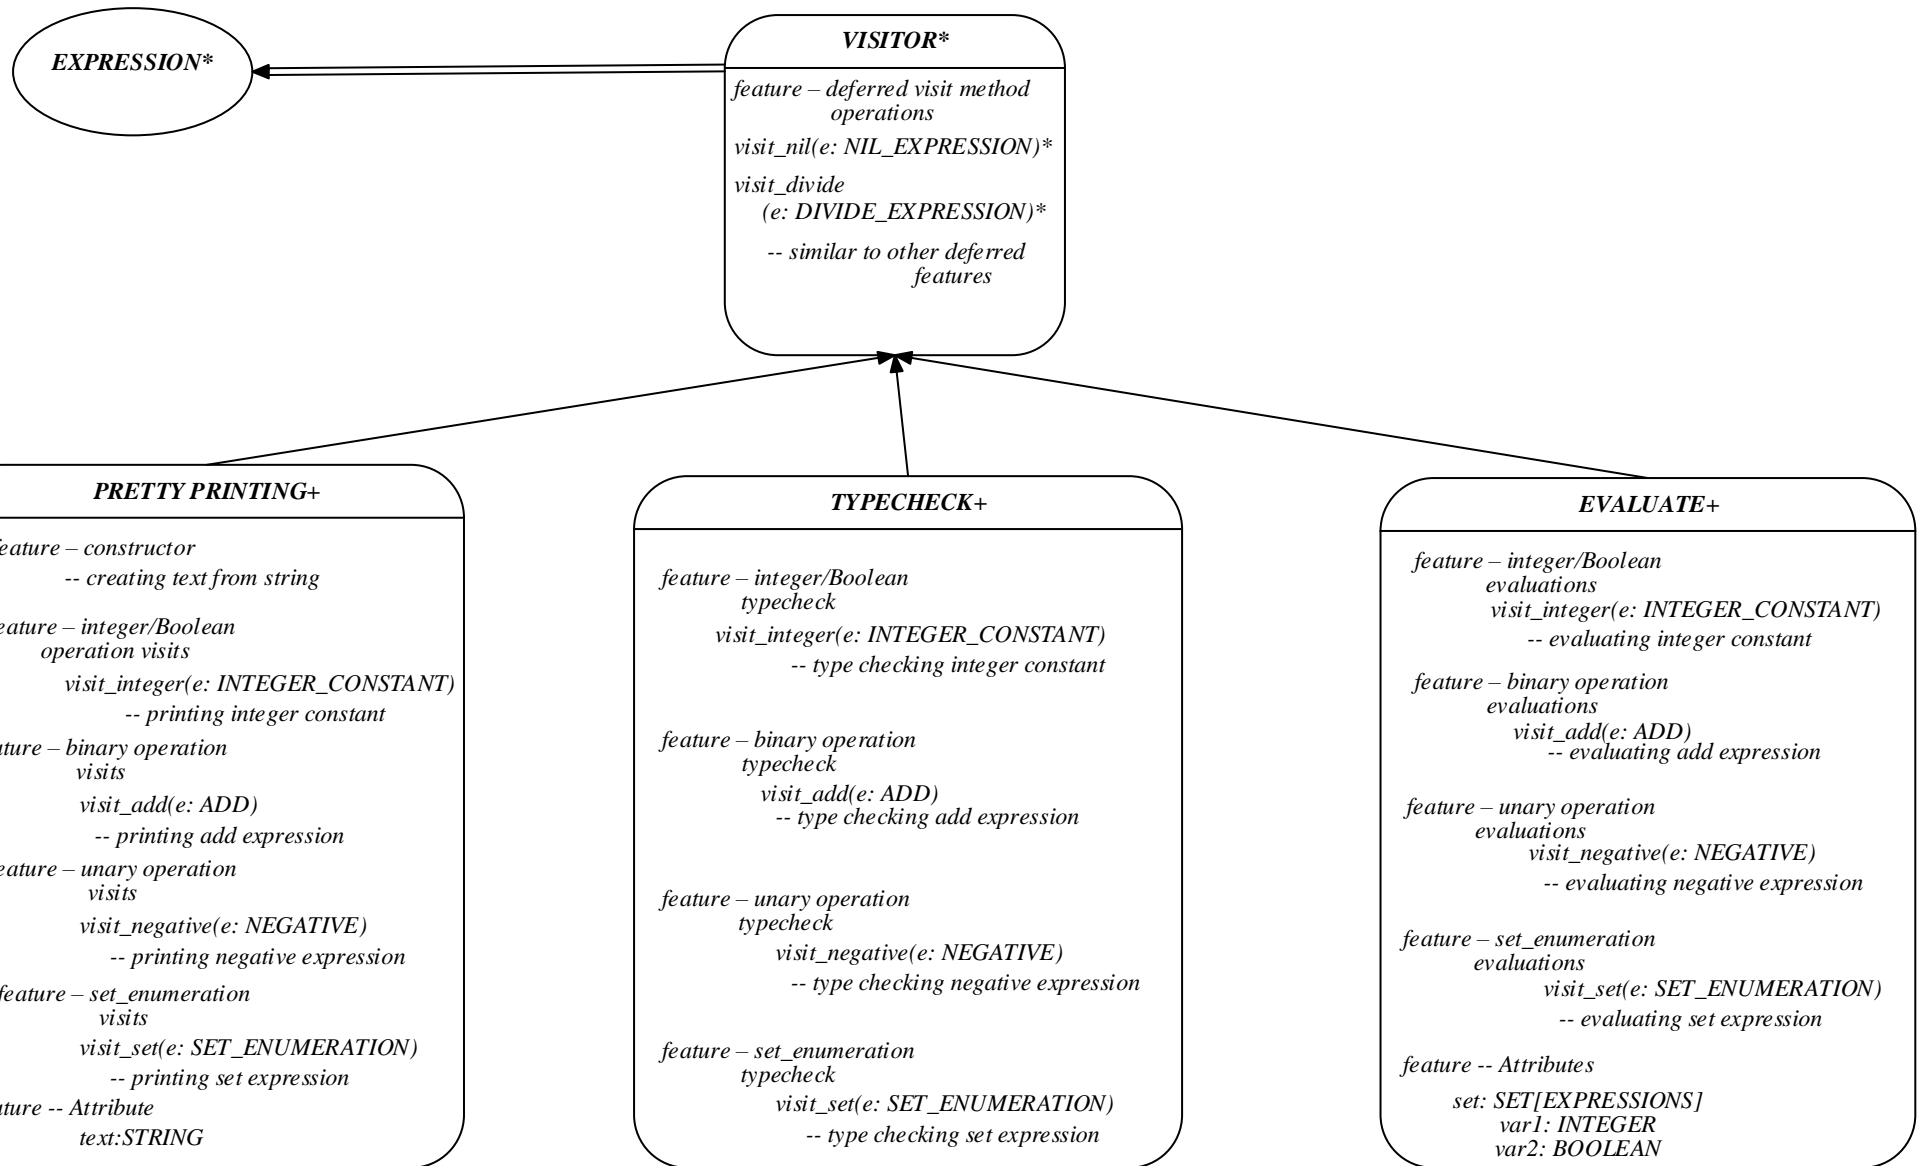 EXPRESSION*
VISITOR*
feature – deferred visit method
operations
visit_nil(e: NIL_EXPRESSION)*
visit_divide
(e: DIVIDE_EXPRESSION)*
-- similar to other deferred
features
PRETTY PRINTING+
feature – constructor
-- creating text from string
eature – integer/Boolean
operation visits
visit_integer(e: INTEGER_CONSTANT)
-- printing integer constant
ature – binary operation
visits
visit_add(e: ADD)
-- printing add expression
eature – unary operation
visits
visit_negative(e: NEGATIVE)
-- printing negative expression
feature – set_enumeration
visits
visit_set(e: SET_ENUMERATION)
-- printing set expression
ature -- Attribute
text:STRING
TYPECHECK+
feature – integer/Boolean
typecheck
visit_integer(e: INTEGER_CONSTANT)
-- type checking integer constant
feature – binary operation
typecheck
visit_add(e: ADD)
-- type checking add expression
feature – unary operation
typecheck
visit_negative(e: NEGATIVE)
-- type checking negative expression
feature – set_enumeration
typecheck
visit_set(e: SET_ENUMERATION)
-- type checking set expression
EVALUATE+
feature – integer/Boolean
evaluations
visit_integer(e: INTEGER_CONSTANT)
-- evaluating integer constant
feature – binary operation
evaluations
visit_add(e: ADD)
-- evaluating add expression
feature – unary operation
evaluations
visit_negative(e: NEGATIVE)
-- evaluating negative expression
feature – set_enumeration
evaluations
visit_set(e: SET_ENUMERATION)
-- evaluating set expression
feature -- Attributes
set: SET[EXPRESSIONS]
var1: INTEGER
var2: BOOLEAN